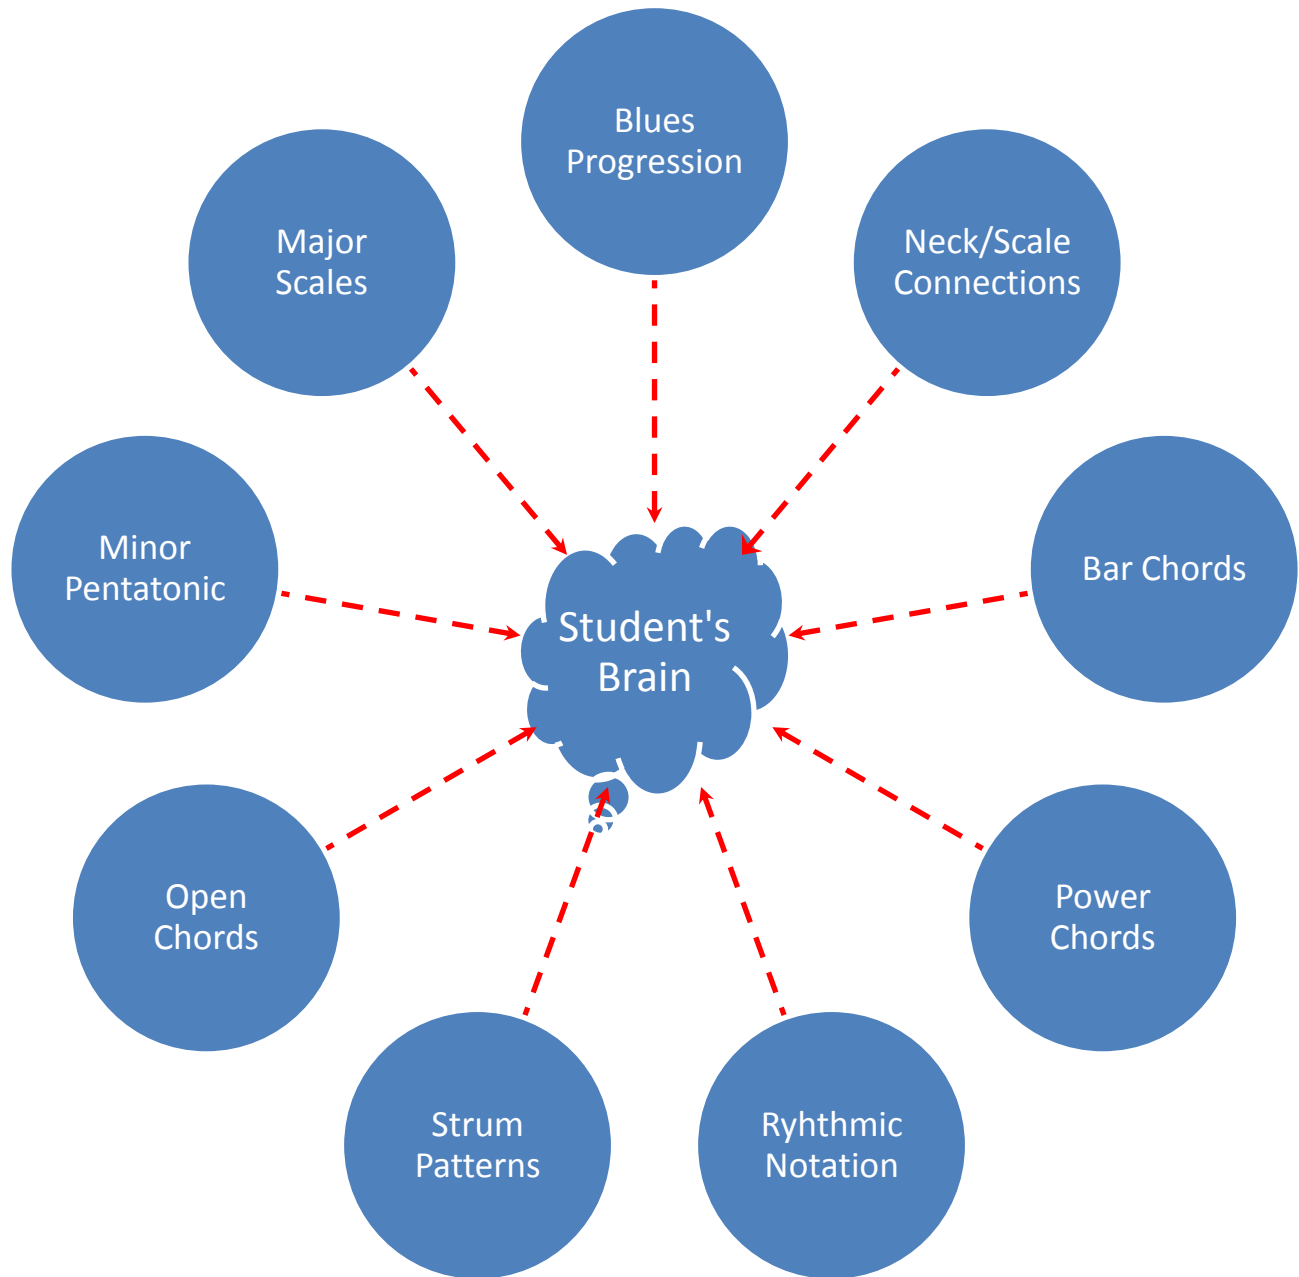 Blues
Progression
Major
Scales
Neck/Scale
Connections
Minor
Pentatonic
Bar Chords
Student's
Brain
Open
Chords
Power
Chords
Strum
Patterns
Ryhthmic
Notation